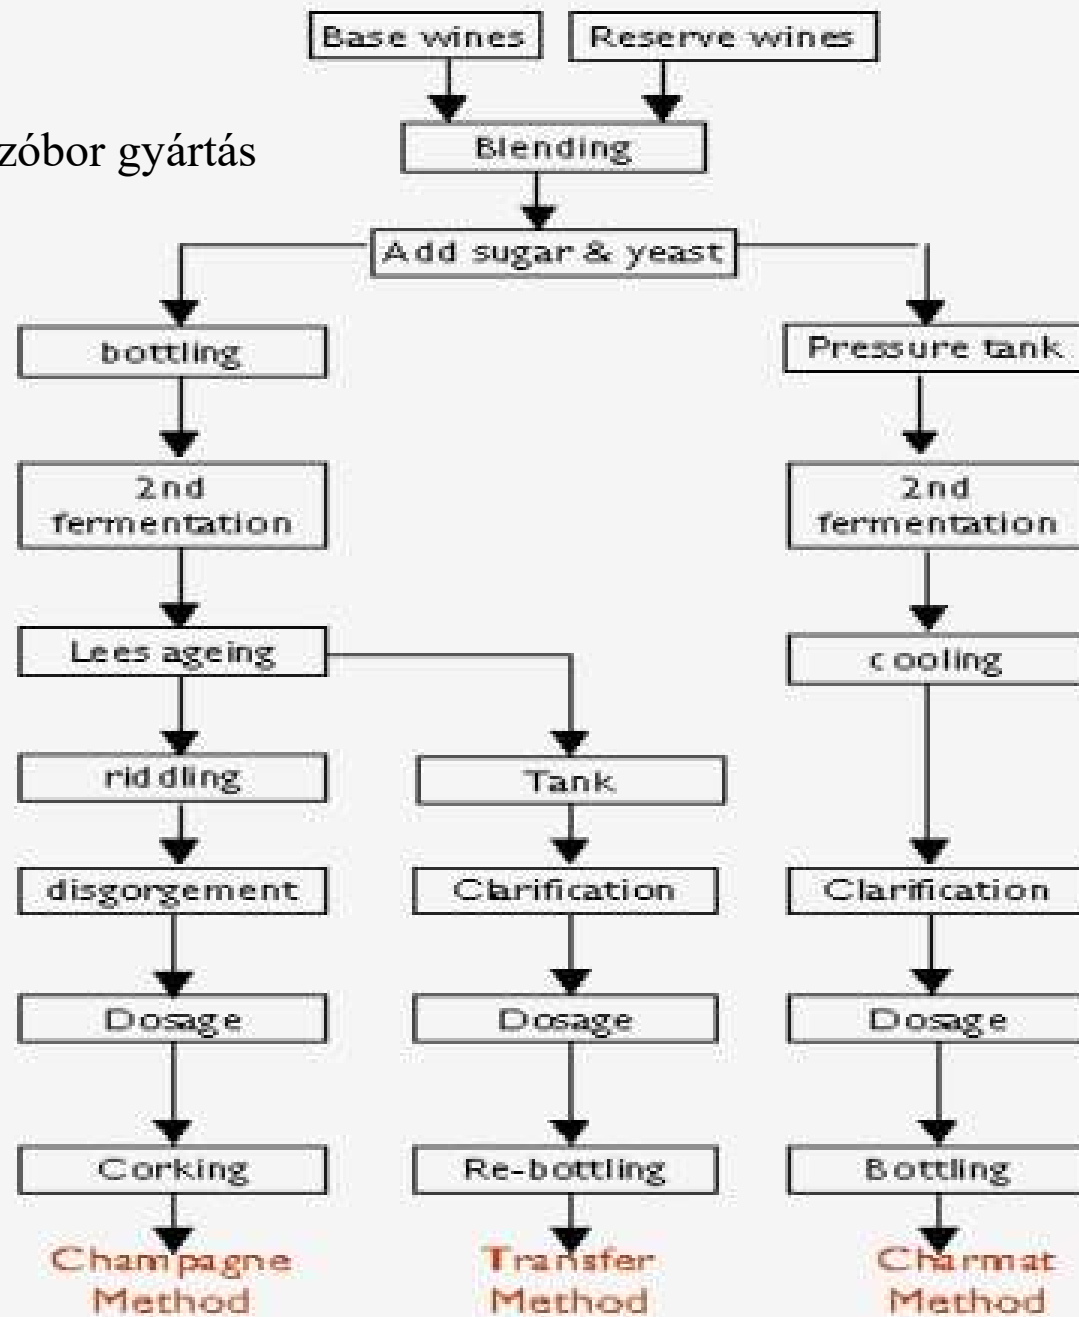 Base wines
Reserve wines
zóbor gyártás
Blending
Add sugar & yeast
bottling
Pressure tank
2nd
fermentation
2nd
fermentation
Lees ageing
cooling
riddling
Tank
disgorgement
Clarification
Clarification
Dosage
Dosage
Dosage
Corking
Re-bottling
Bottling
Champagne
Method
Transfer
Method
Charmat
Method